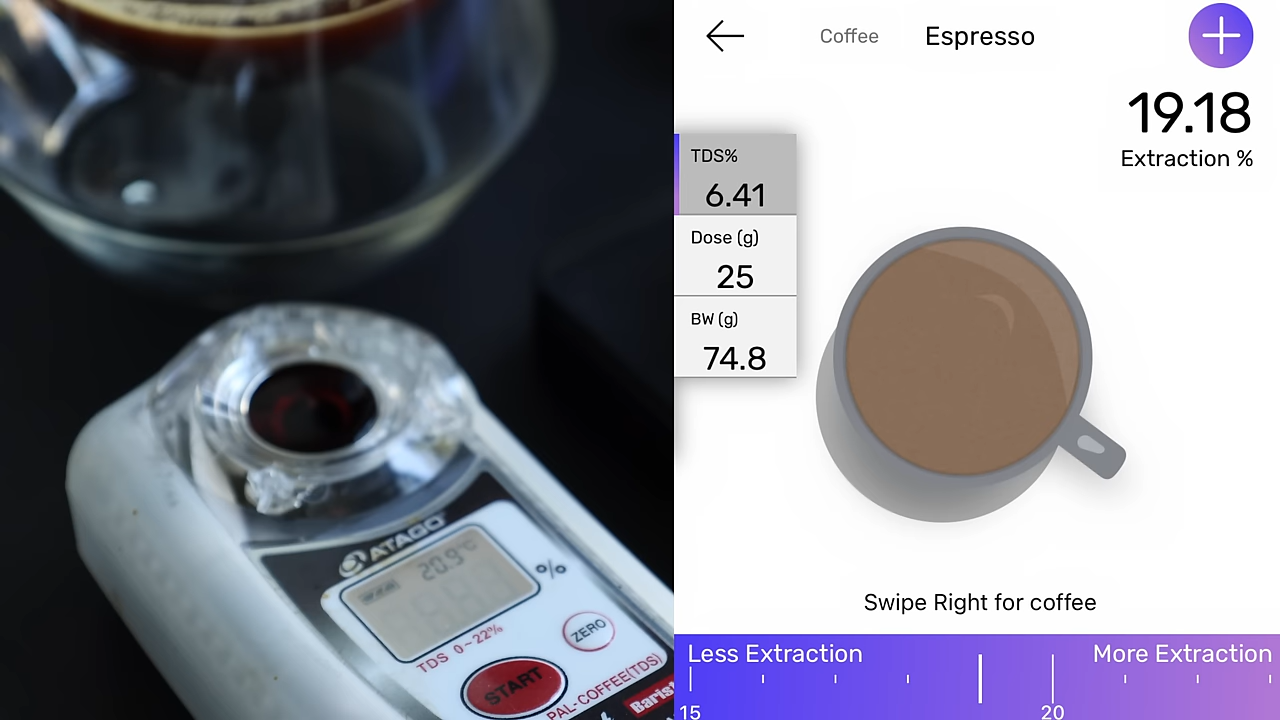 ATAGO
20.9°C
%
TDS 0~22%
ZERO
START
PAL-COFFEE(TDS)
Coffee
Espresso
19.18
Extraction %
TDS%
6.41
Dose (g)
25
BW (g)
74.8
Swipe Right for coffee
Less Extraction
More Extraction
15
20